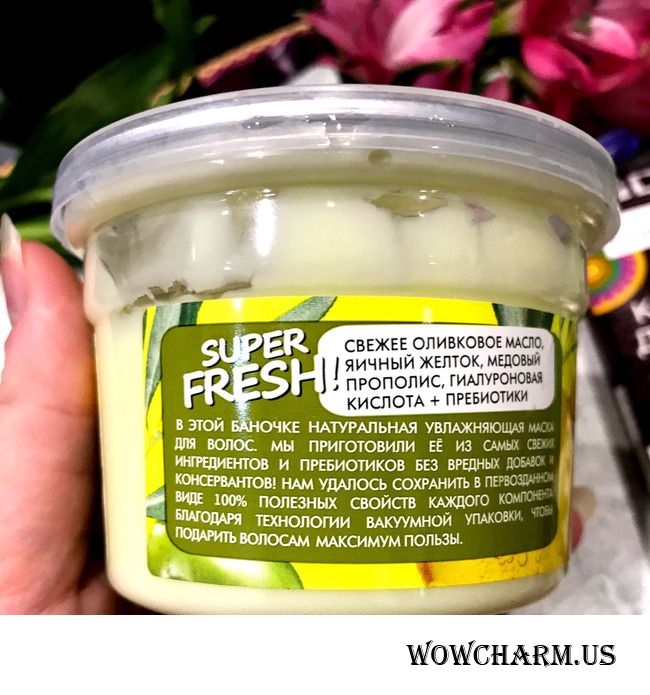 SUPER
FRESH!
СВЕЖЕЕ ОЛИВКОВОЕ МАСЛО,
ЯИЧНЫЙ ЖЕЛТОК, МЕДОВЫЙ
ПРОПОЛИС, ГИАЛУРОНОВАЯ
КИСЛОТА + ПРЕБИОТИКИ
В ЭТОЙ БАНОЧКЕ НАТУРАЛЬНАЯ УВЛАЖНЯЮЩАЯ МАСКА
ДЛЯ ВОЛОС. МЫ ПРИГОТОВИЛИ ЕЁ ИЗ САМЫХ СВЕЖИХ
ИНГРЕДИЕНТОВ И ПРЕБИОТИКОВ БЕЗ ВРЕДНЫХ ДОБАВОК И
КОНСЕРВАНТОВ! НАМ УДАЛОСЬ СОХРАНИТЬ В ПЕРВОЗДАННОМ
ВИДЕ 100% ПОЛЕЗНЫХ СВОЙСТВ КАЖДОГО КОМПОНЕНТА
БЛАГОДАРЯ ТЕХНОЛОГИИ ВАКУУМНОЙ УПАКОВКИ, ЧТОБЫ
ПОДАРИТЬ ВОЛОСАМ МАКСИМУМ ПОЛЬЗЫ.
WOWCHARM.US